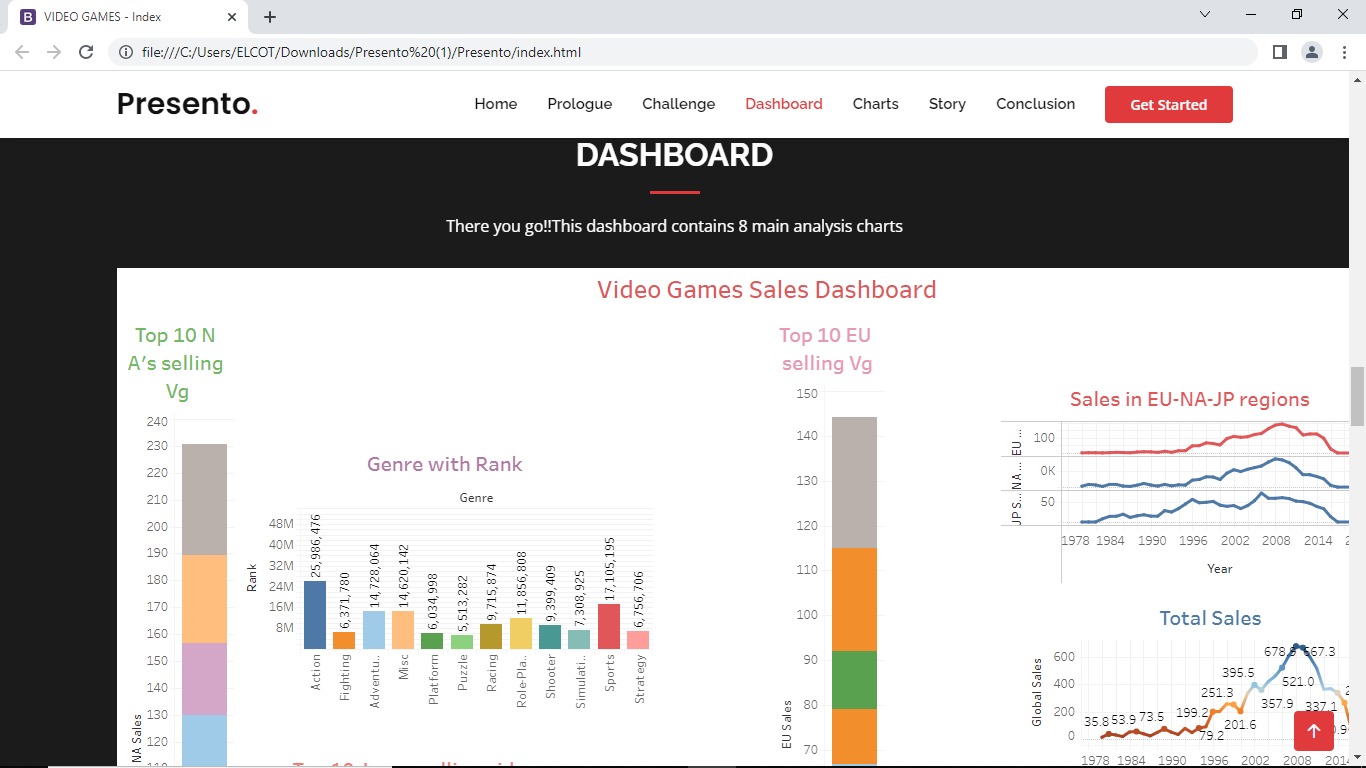 VIDEO GAMES - Index
file:///C:/Users/ELCOT/Downloads/Presento%20(1)/Presento/index.html
Presento.
Home Prologue Challenge Dashboard Charts Story Conclusion Get Started
DASHBOARD
There you go!!This dashboard contains 8 main analysis charts
Video Games Sales Dashboard
Top 10 N
A's selling
Vg
240
230
220
210
200
190
180
170
160
150
140
130
120
NA Sales
Genre with Rank
Genre
Rank
48M
40M
32M
24M
16M
8M
25,986,476
6,371,780
14,728,064
14,620,142
6,034,998
5,513,282
9,715,874
11,856,808
9,399,409
7,308,925
17,105,195
6,756,706
Action
Fighting
Adventu..
Misc
Platform
Puzzle
Racing
Role-Pla..
Shooter
Simulati..
Sports
Strategy
Top 10 EU
selling Vg
150
140
130
120
110
100
90
80
70
EU Sales
Sales in EU-NA-JP regions
EU ...
100
NA ...
0K
JP S...
50
1978 1984 1990 1996 2002 2008 2014
Year
Total Sales
Global Sales
600
400
200
0
35.8 53.9 73.5 199.2 79.2 251.3 201.6 395.5 357.9 521.0 678.9 667.3 337.1
1978 1984 1990 1996 2002 2008